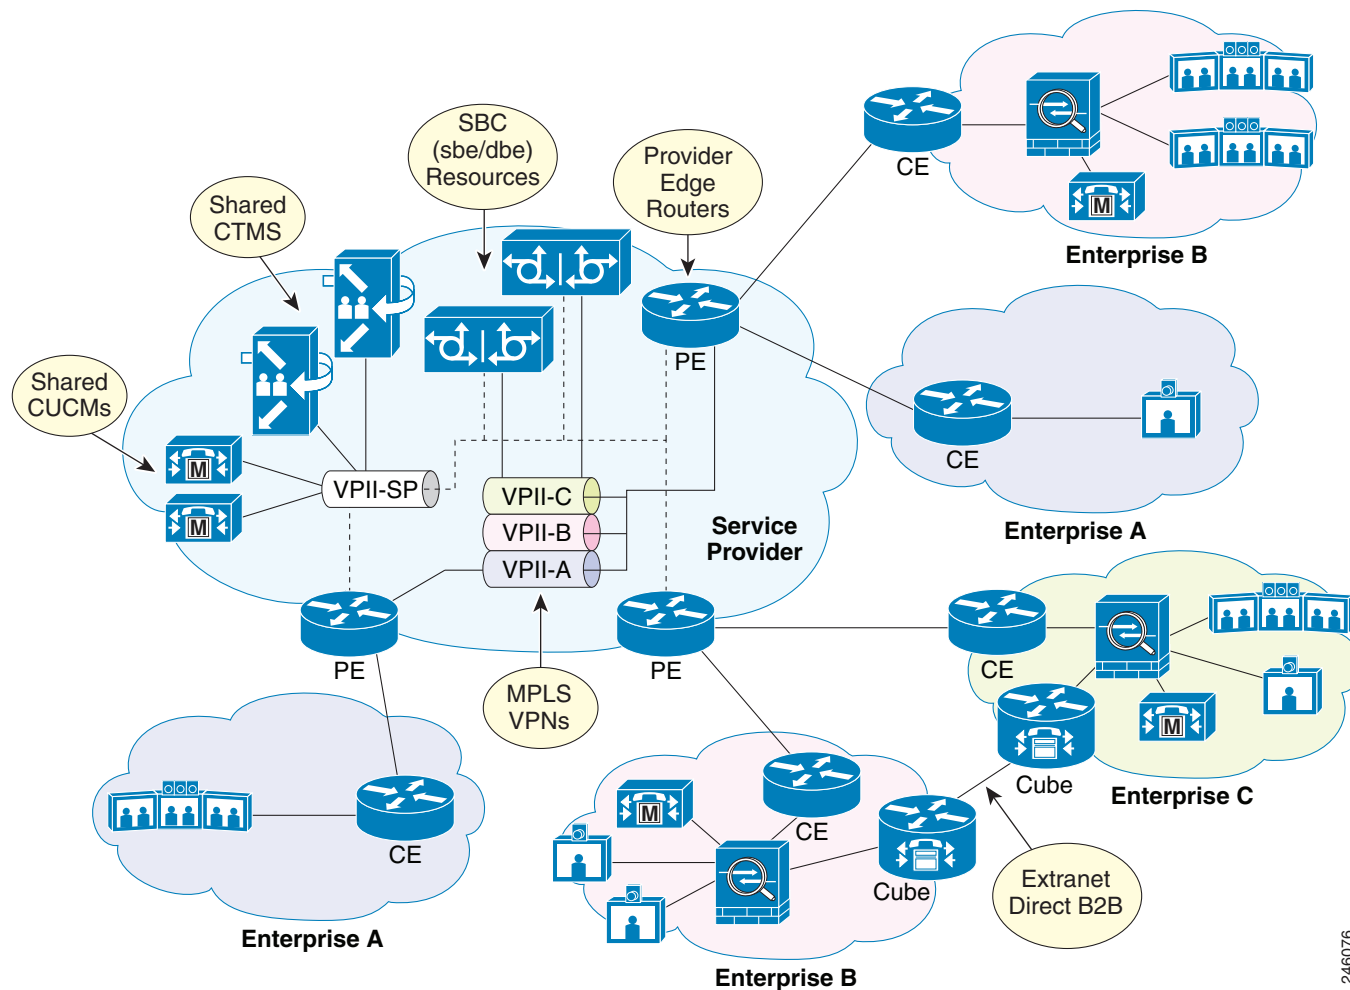 SBC
(sbe/dbe)
Resources
Provider
Edge
Routers
Shared
CTMS
Shared
CUCMs
CE
M
Enterprise B
PE
M
M
VPII-SP
VPII-C
VPII-B
VPII-A
Service
Provider
CE
Enterprise A
PE
PE
MPLS
VPNs
CE
M
Cube
Enterprise C
CE
Enterprise A
M
CE
Cube
Enterprise B
Extranet
Direct B2B
246076